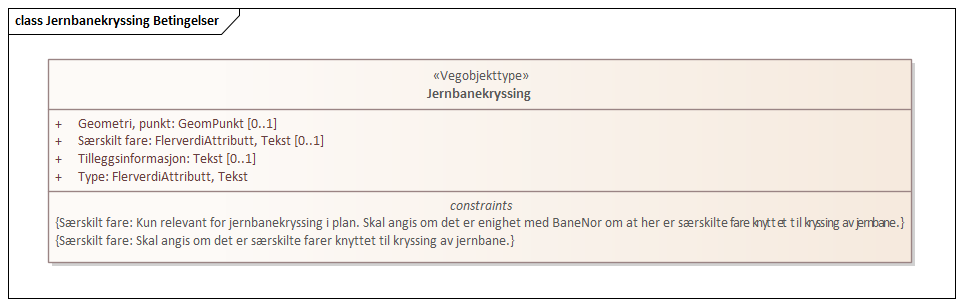 class Jernbanekryssing Betingelser
«Vegobjekttype»
Jernbanekryssing
+ Geometri, punkt: GeomPunkt [0..1]
+ Særskilt fare: FlerverdiAttributt, Tekst [0..1]
+ Tilleggsinformasjon: Tekst [0..1]
+ Type: FlerverdiAttributt, Tekst
constraints
{Særskilt fare: Kun relevant for jernbanekryssing i plan. Skal angis om det er enighet med BaneNor om at her er særskilte fare knyttet til kryssing av jernbane.}
{Særskilt fare: Skal angis om det er særskilte farer knyttet til kryssing av jernbane.}